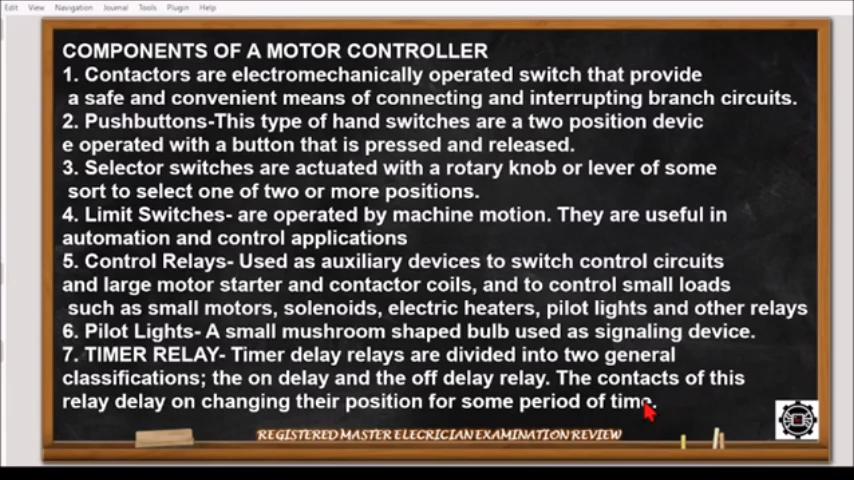 Edit View Navigation Journal Tools Plugin Help
COMPONENTS OF A MOTOR CONTROLLER
1. Contactors are electromechanically operated switch that provide
a safe and convenient means of connecting and interrupting branch circuits.
2. Pushbuttons-This type of hand switches are a two position devic
e operated with a button that is pressed and released.
3. Selector switches are actuated with a rotary knob or lever of some
sort to select one of two or more positions.
4. Limit Switches- are operated by machine motion. They are useful in
automation and control applications
5. Control Relays- Used as auxiliary devices to switch control circuits
and large motor starter and contactor coils, and to control small loads
such as small motors, solenoids, electric heaters, pilot lights and other relays
6. Pilot Lights- A small mushroom shaped bulb used as signaling device.
7. TIMER RELAY- Timer delay relays are divided into two general
classifications; the on delay and the off delay relay. The contacts of this
relay delay on changing their position for some period of time.
REGISTERED MASTER ELECRICIAN EXAMINATION REVIEW